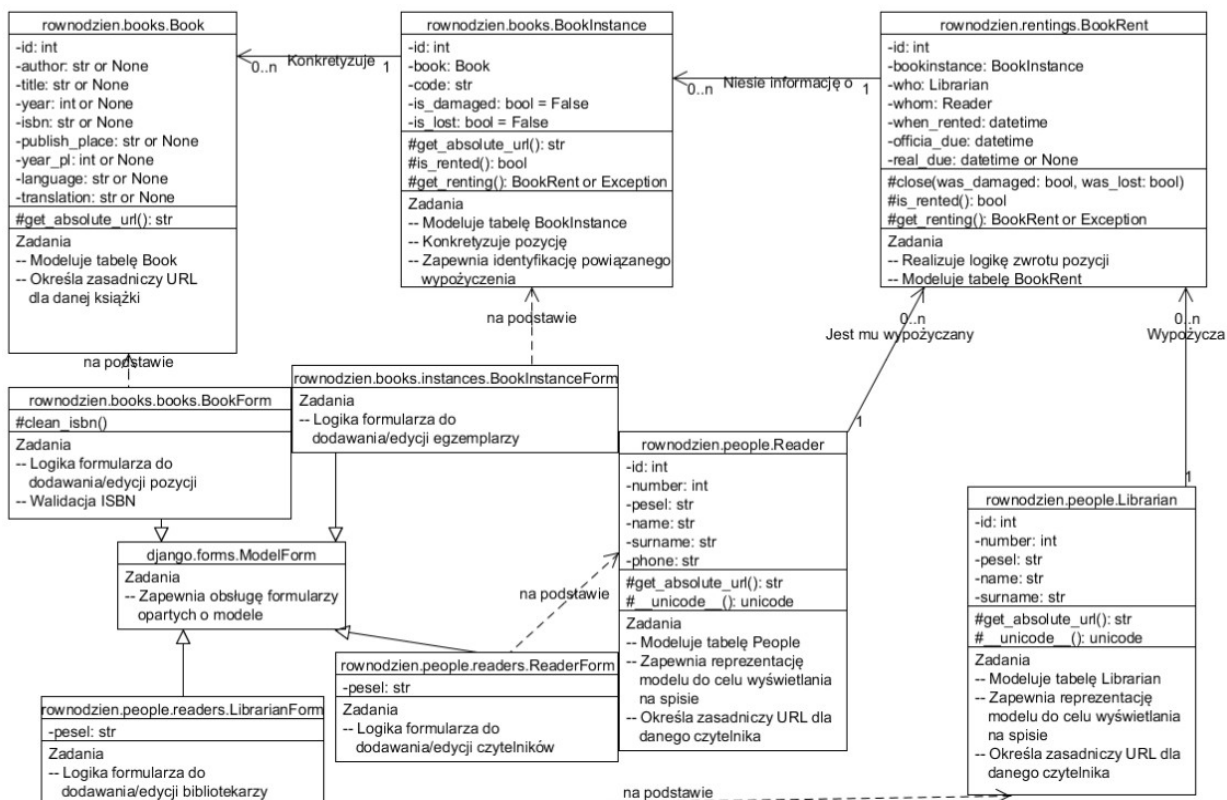 rownodzien.books.Book
-id: int
-author: str or None
-title: str or None
-year: int or None
-isbn: str or None
-publish_place: str or None
-year_pl: int or None
-language: str or None
-translation: str or None
#get_absolute_url(): str
Zadania
-- Modeluje tabelę Book
-- Określa zasadniczy URL
dla danej książki
0..n
Konkretyzuje
1
rownodzien.books.BookInstance
-id: int
-book: Book
-code: str
-is_damaged: bool = False
-is_lost: bool = False
#get_absolute_url(): str
#is_rented(): bool
#get_renting(): BookRent or Exception
Zadania
-- Modeluje tabelę BookInstance
-- Konkretyzuje pozycję
-- Zapewnia identyfikację powiązanego
wypożyczenia
0..n
Niesie informację o
1
rownodzien.rentings.BookRent
-id: int
-bookinstance: BookInstance
-who: Librarian
-whom: Reader
-when_rented: datetime
-officia_due: datetime
-real_due: datetime or None
#close(was_damaged: bool, was_lost: bool)
#is_rented(): bool
#get_renting(): BookRent or Exception
Zadania
-- Realizuje logikę zwrotu pozycji
-- Modeluje tabelę BookRent
0..n
Jest mu wypożyczany
1
0..n
Wypożycza
1
na podstawie
na podstawie
rownodzien.books.books.BookForm
#clean_isbn()
Zadania
-- Logika formularza do
dodawania/edycji pozycji
-- Walidacja ISBN
rownodzien.books.instances.BookInstanceForm
Zadania
-- Logika formularza do
dodawania/edycji egzemplarzy
django.forms.ModelForm
Zadania
-- Zapewnia obsługę formularzy
opartych o modele
na podstawie
rownodzien.people.Reader
-id: int
-number: int
-pesel: str
-name: str
-surname: str
-phone: str
#get_absolute_url(): str
#__unicode__(): unicode
Zadania
-- Modeluje tabelę People
-- Zapewnia reprezentację
modelu do celu wyświetlania
na spisie
-- Określa zasadniczy URL dla
danego czytelnika
rownodzien.people.Librarian
-id: int
-number: int
-pesel: str
-name: str
-surname: str
#get_absolute_url(): str
#__unicode__(): unicode
Zadania
-- Modeluje tabelę Librarian
-- Zapewnia reprezentację
modelu do celu wyświetlania
na spisie
-- Określa zasadniczy URL dla
danego czytelnika
rownodzien.people.readers.ReaderForm
-pesel: str
Zadania
-- Logika formularza do
dodawania/edycji czytelników
rownodzien.people.readers.LibrarianForm
-pesel: str
Zadania
-- Logika formularza do
dodawania/edycji bibliotekarzy
na podstawie